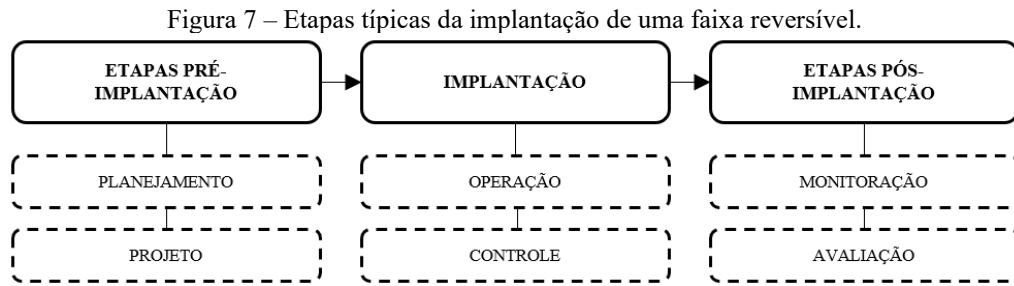 Figura 7 – Etapas típicas da implantação de uma faixa reversível.
ETAPAS PRÉ-
IMPLANTAÇÃO
IMPLANTAÇÃO
ETAPAS PÓS-
IMPLANTAÇÃO
PLANEJAMENTO
OPERAÇÃO
MONITORAÇÃO
PROJETO
CONTROLE
AVALIAÇÃO